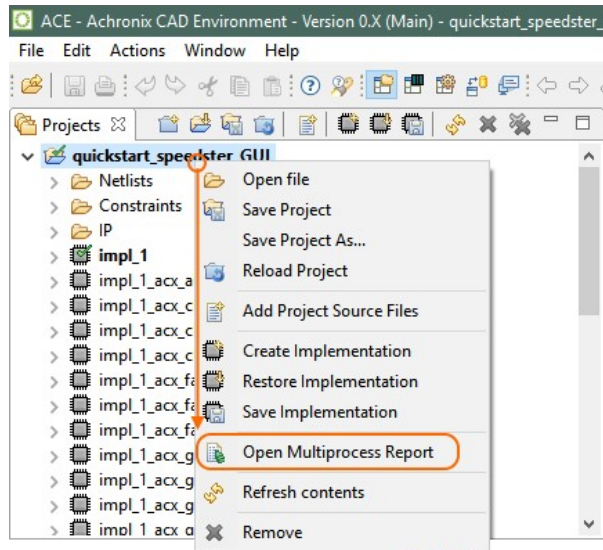 ACE - Achronix CAD Environment - Version 0.X (Main) - quickstart_speedster_
File Edit Actions Window Help
Projects
quickstart_speedster_GUI
Netlists
Constraints
IP
impl_1
impl_1_acx_a
impl_1_acx_c
impl_1_acx_c
impl_1_acx_c
impl_1_acx_fa
impl_1_acx_fa
impl_1_acx_fa
impl_1_acx_g
impl_1_acx_g
impl_1_acx_g
impl_1_acx_g
Open file
Save Project
Save Project As...
Reload Project
Add Project Source Files
Create Implementation
Restore Implementation
Save Implementation
Open Multiprocess Report
Refresh contents
Remove